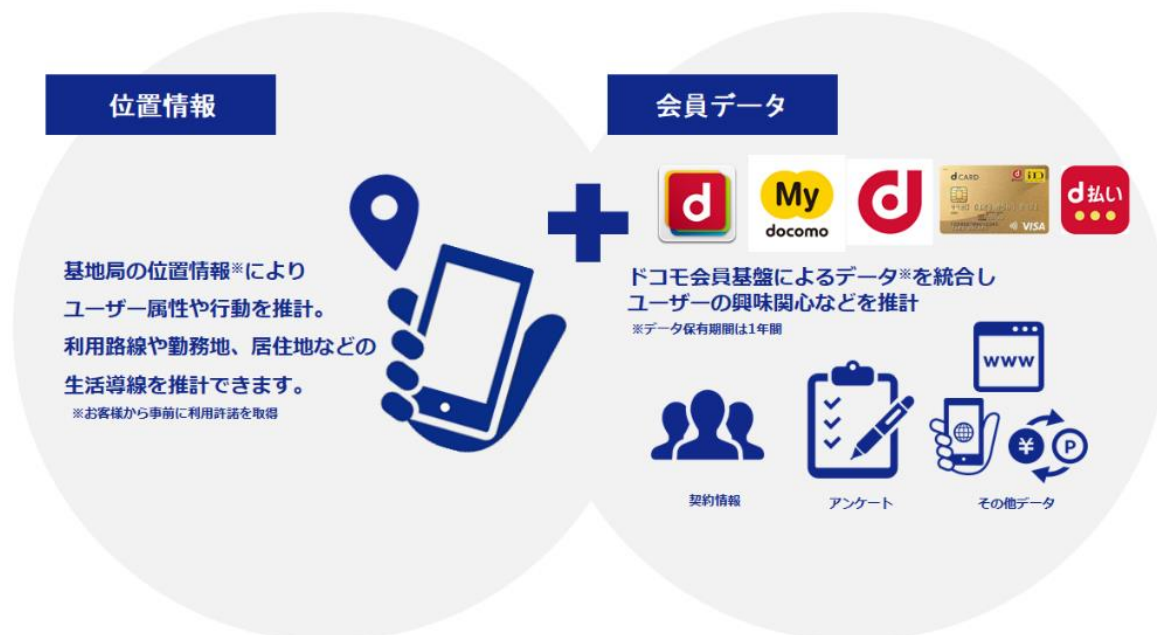 位置情報
基地局の位置情報※により
ユーザー属性や行動を推計。
利用路線や勤務地、居住地などの
生活導線を推計できます。
※お客様から事前に利用許諾を取得
会員データ
d
My
docomo
d
d CARD
d
iD
VISA
d払い
ドコモ会員基盤によるデータ※を統合し
ユーザーの興味関心などを推計
※データ保有期間は1年間
www
¥
P
契約情報
アンケート
その他データ